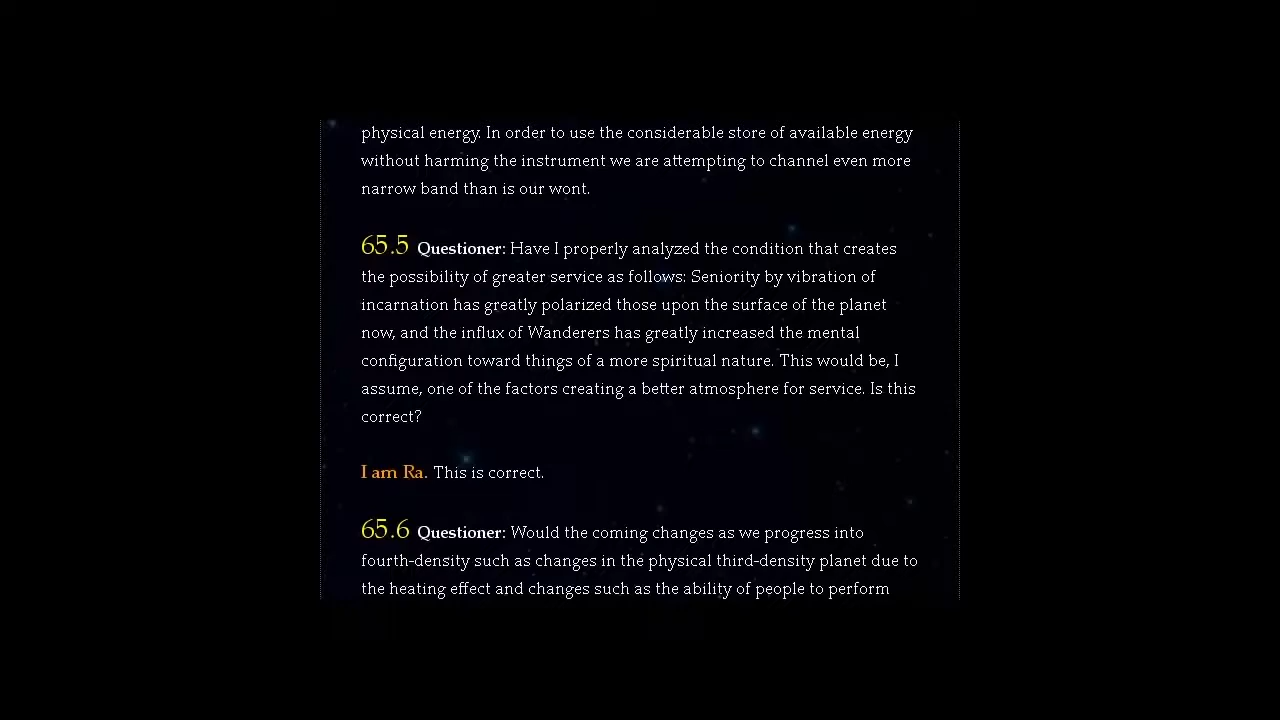 physical energy. In order to use the considerable store of available energy
without harming the instrument we are attempting to channel even more
narrow band than is our wont.
65.5 Questioner: Have I properly analyzed the condition that creates
the possibility of greater service as follows: Seniority by vibration of
incarnation has greatly polarized those upon the surface of the planet
now, and the influx of Wanderers has greatly increased the mental
configuration toward things of a more spiritual nature. This would be, I
assume, one of the factors creating a better atmosphere for service. Is this
correct?
I am Ra. This is correct.
65.6 Questioner: Would the coming changes as we progress into
fourth-density such as changes in the physical third-density planet due to
the heating effect and changes such as the ability of people to perform